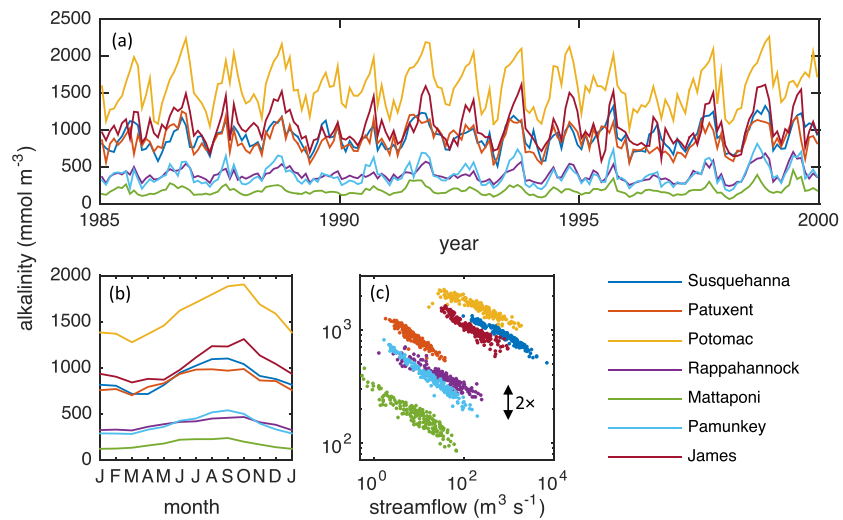 2500
2000
1500
1000
500
0
(a)
1985
1990
1995
2000
year
alkalinity (mmol m⁻³)
2000
1500
1000
500
0
(b)
J F M A M J J A S O N D J
month
(c)
10³
10²
2×
10⁰
10²
10⁴
streamflow (m³ s⁻¹)
Susquehanna
Patuxent
Potomac
Rappahannock
Mattaponi
Pamunkey
James